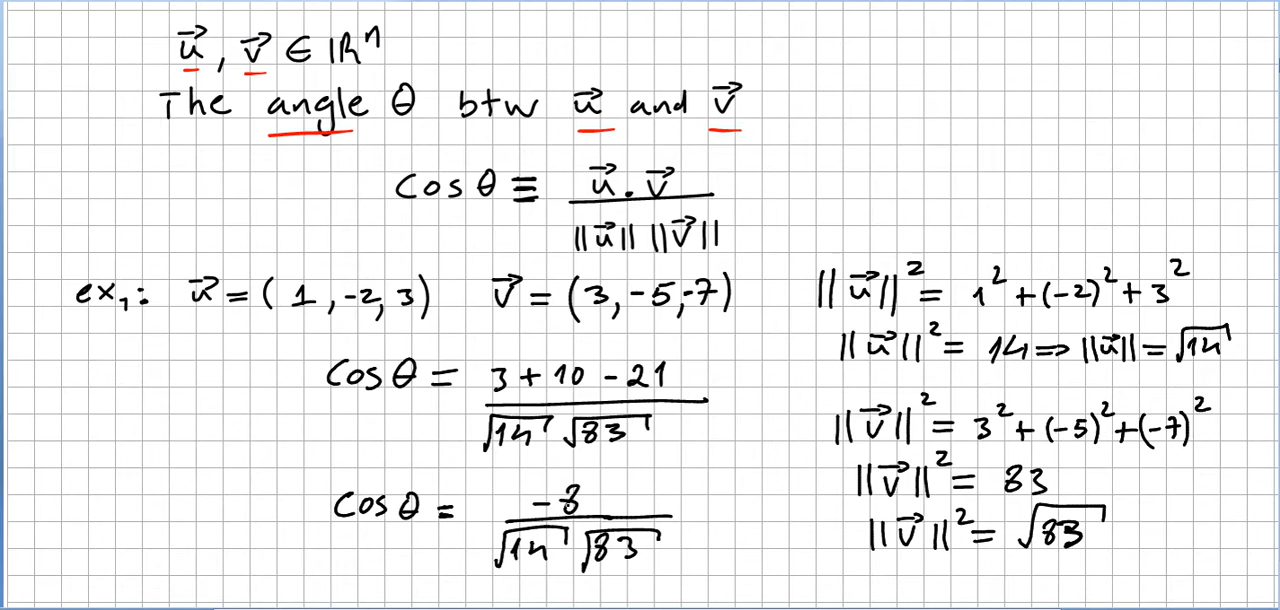 u⃗, v⃗ ∈ ℝⁿ
The angle θ btw u⃗ and v⃗
Cos θ ≡ (u⃗ . v⃗) / (||u⃗|| ||v⃗||)
ex₁: u⃗ = (1, -2, 3) v⃗ = (3, -5, -7)
Cos θ = (3 + 10 - 21) / (√14 √83)
Cos θ = -8 / (√14 √83)
||u⃗||² = 1² + (-2)² + 3²
||u⃗||² = 14 ⇒ ||u⃗|| = √14
||v⃗||² = 3² + (-5)² + (-7)²
||v⃗||² = 83
||v⃗||² = √83